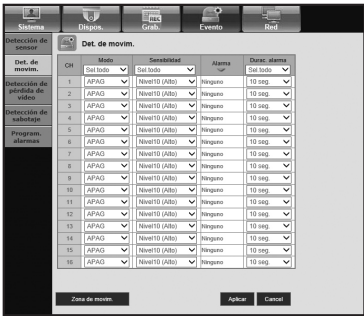 Sistema Dispos. Grab. Evento Red
REC
Detección de sensor
Det. de movim.
Detección de pérdida de vídeo
Detección de sabotaje
Program. alarmas
Det. de movim.
CH Modo Sensibilidad Alarma Durac. alarma
Sel.todo Sel.todo Sel.todo
1 APAG Nivel10 (Alto) Ninguno 10 seg.
2 APAG Nivel10 (Alto) Ninguno 10 seg.
3 APAG Nivel10 (Alto) Ninguno 10 seg.
4 APAG Nivel10 (Alto) Ninguno 10 seg.
5 APAG Nivel10 (Alto) Ninguno 10 seg.
6 APAG Nivel10 (Alto) Ninguno 10 seg.
7 APAG Nivel10 (Alto) Ninguno 10 seg.
8 APAG Nivel10 (Alto) Ninguno 10 seg.
9 APAG Nivel10 (Alto) Ninguno 10 seg.
10 APAG Nivel10 (Alto) Ninguno 10 seg.
11 APAG Nivel10 (Alto) Ninguno 10 seg.
12 APAG Nivel10 (Alto) Ninguno 10 seg.
13 APAG Nivel10 (Alto) Ninguno 10 seg.
14 APAG Nivel10 (Alto) Ninguno 10 seg.
15 APAG Nivel10 (Alto) Ninguno 10 seg.
16 APAG Nivel10 (Alto) Ninguno 10 seg.
Zona de movim. Aplicar Cancel